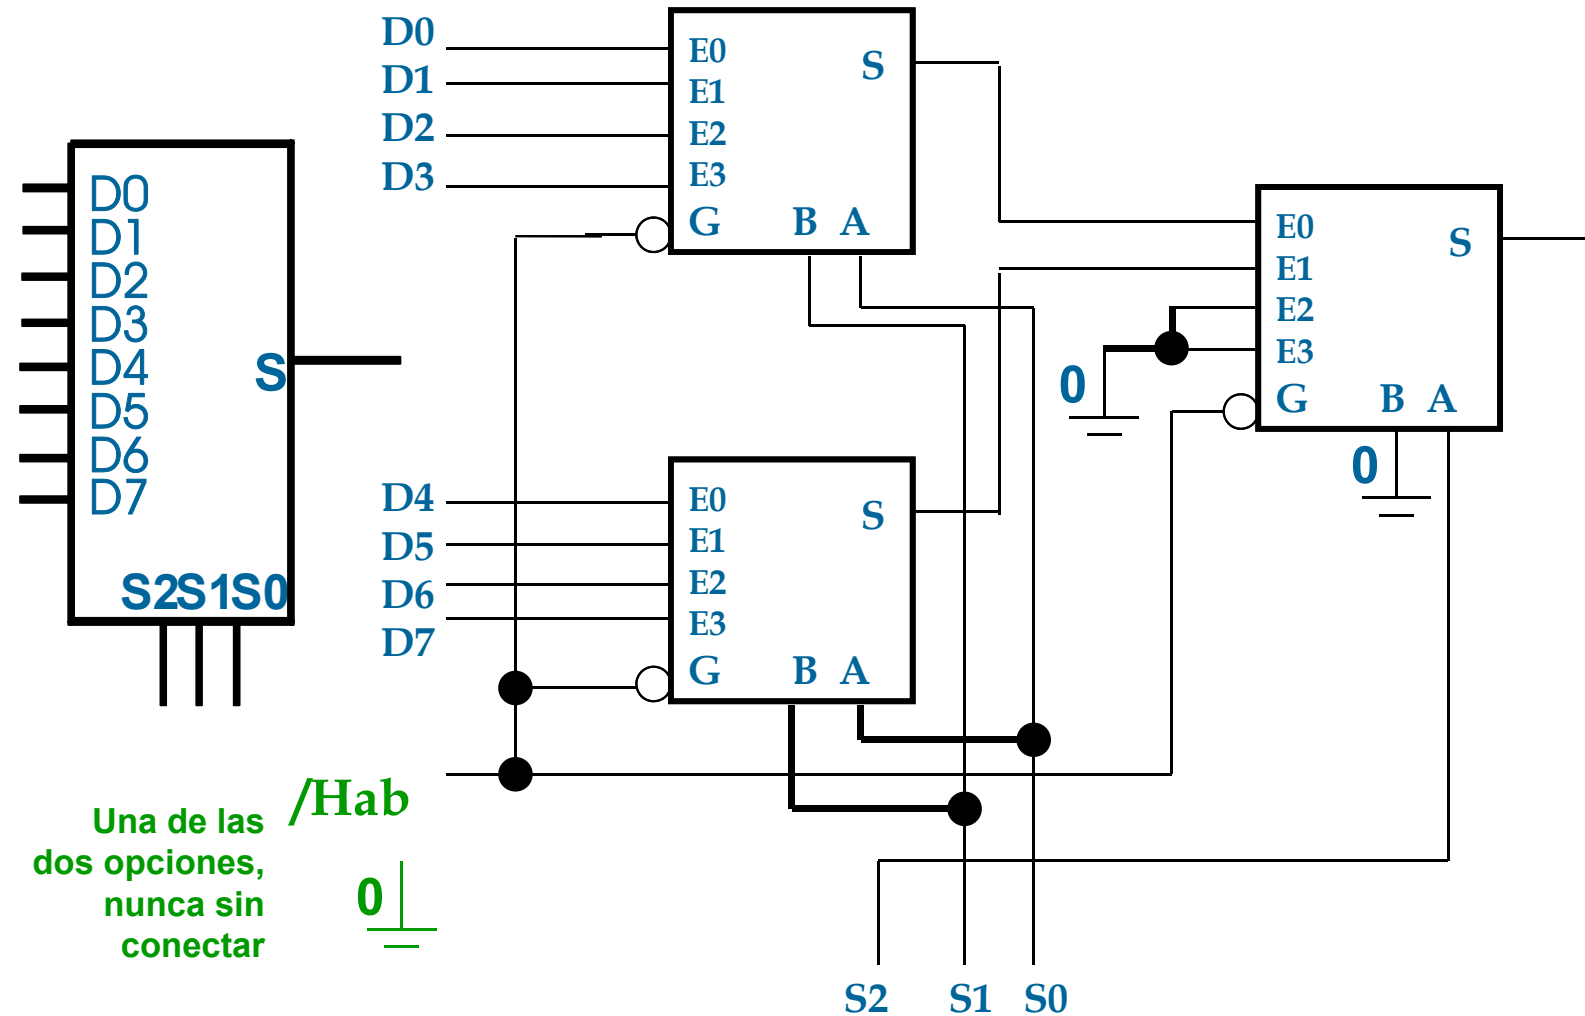 D0
D1
D2
D3
D4
D5
D6
D7
S
S2S1S0
D0
D1
D2
D3
E0
E1
E2
E3
S
G B A
D4
D5
D6
D7
E0
E1
E2
E3
S
G B A
E0
E1
E2
E3
S
G B A
0
0
/Hab
Una de las
dos opciones,
nunca sin
conectar
0
S2 S1 S0